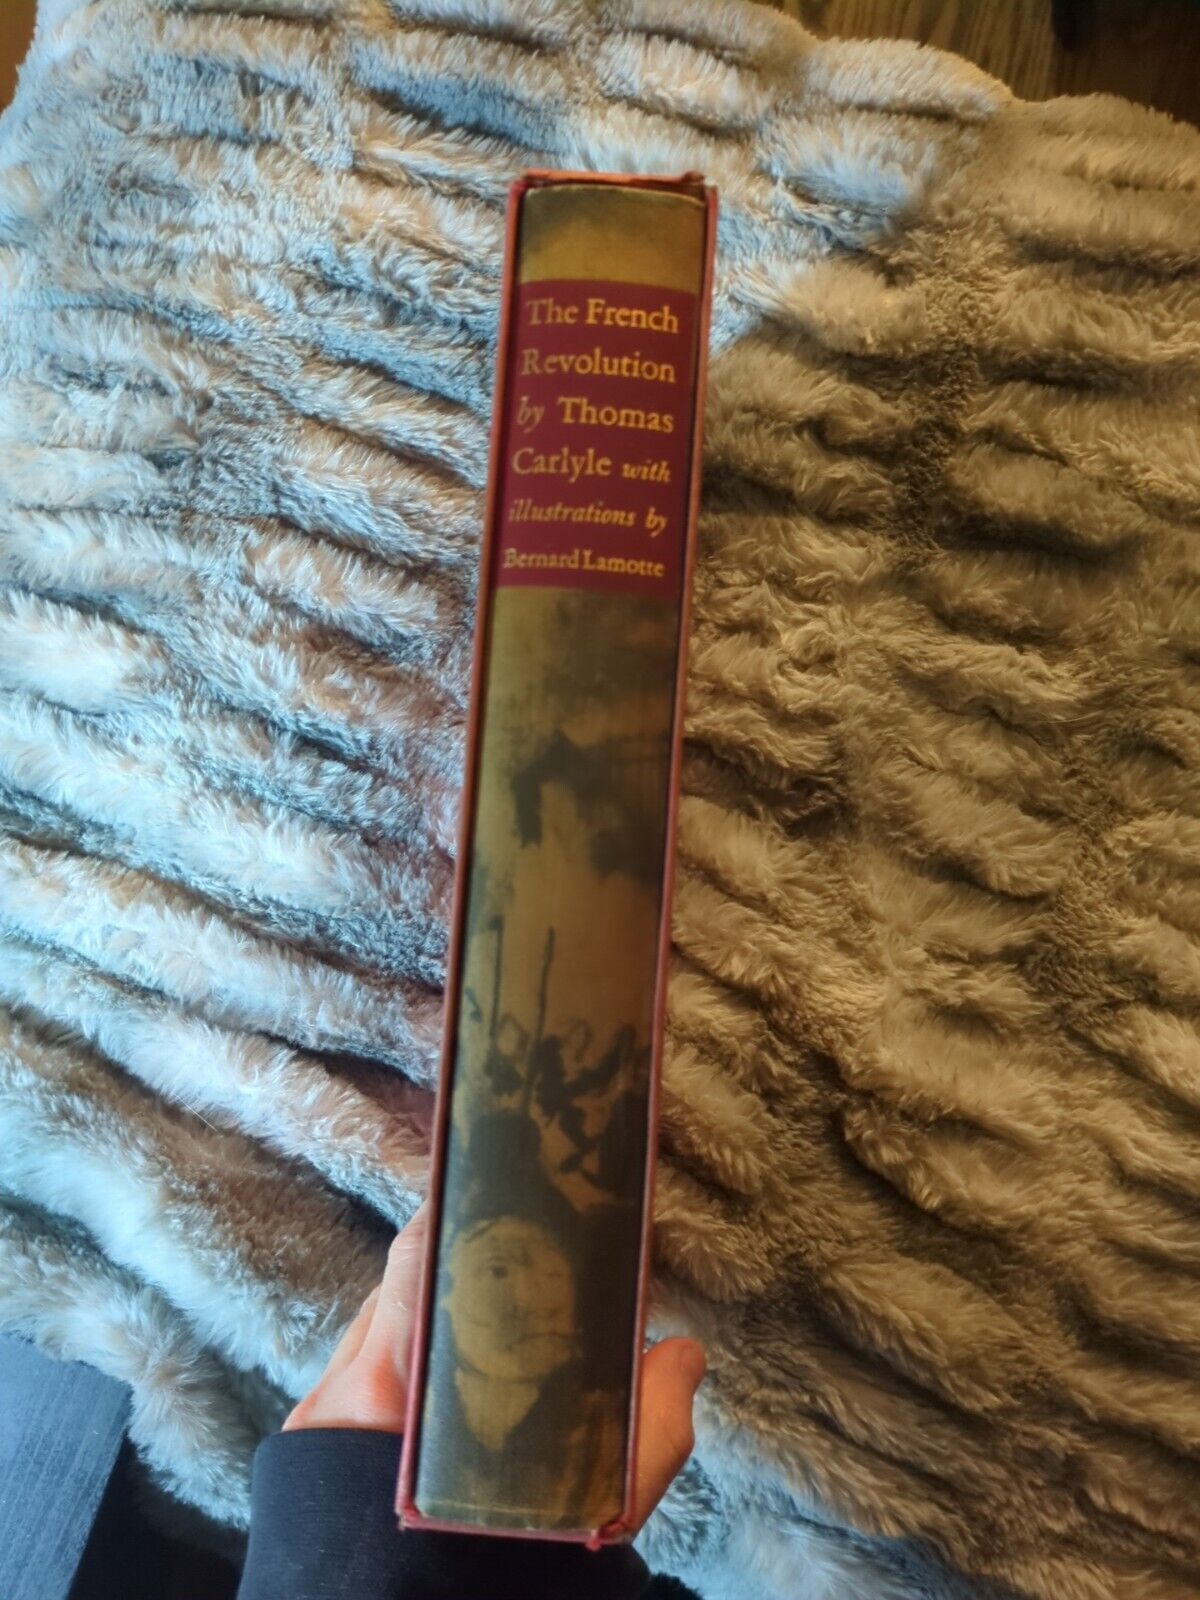 The French
Revolution
by Thomas
Carlyle with
illustrations by
Bernard Lamotte